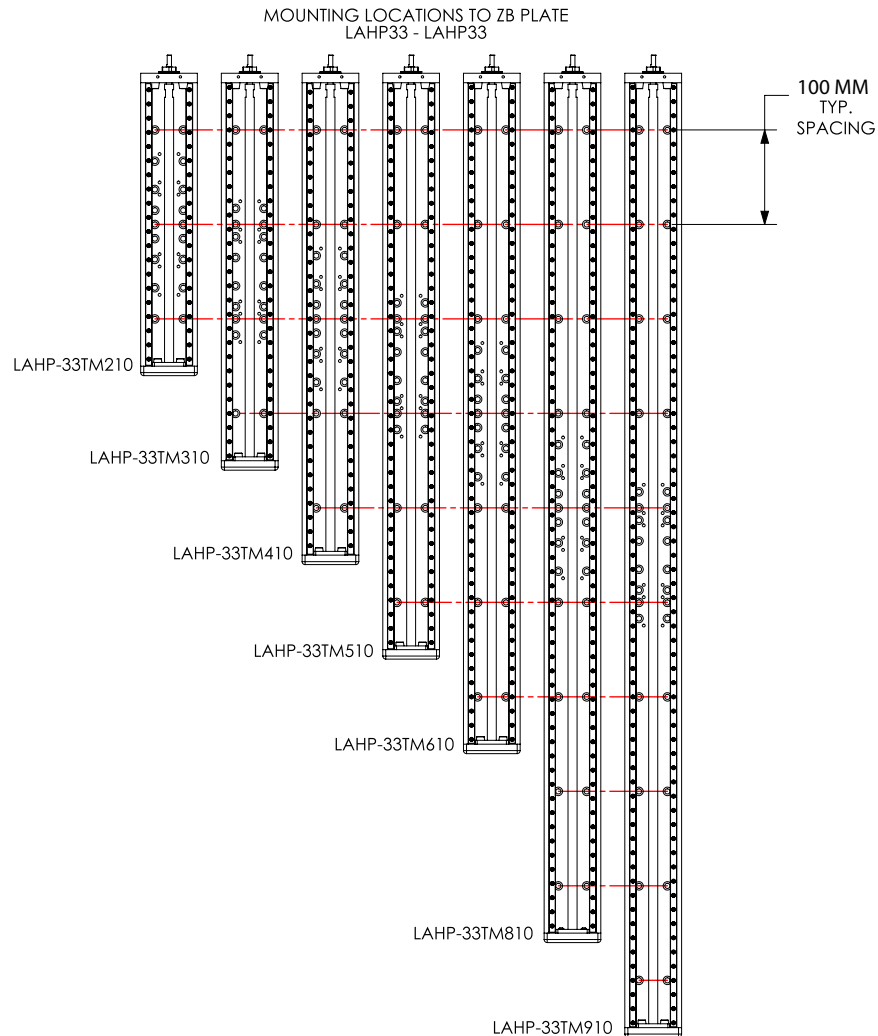 MOUNTING LOCATIONS TO ZB PLATE
LAHP33 - LAHP33
100 MM
TYP.
SPACING
LAHP-33TM210
LAHP-33TM310
LAHP-33TM410
LAHP-33TM510
LAHP-33TM610
LAHP-33TM810
LAHP-33TM910